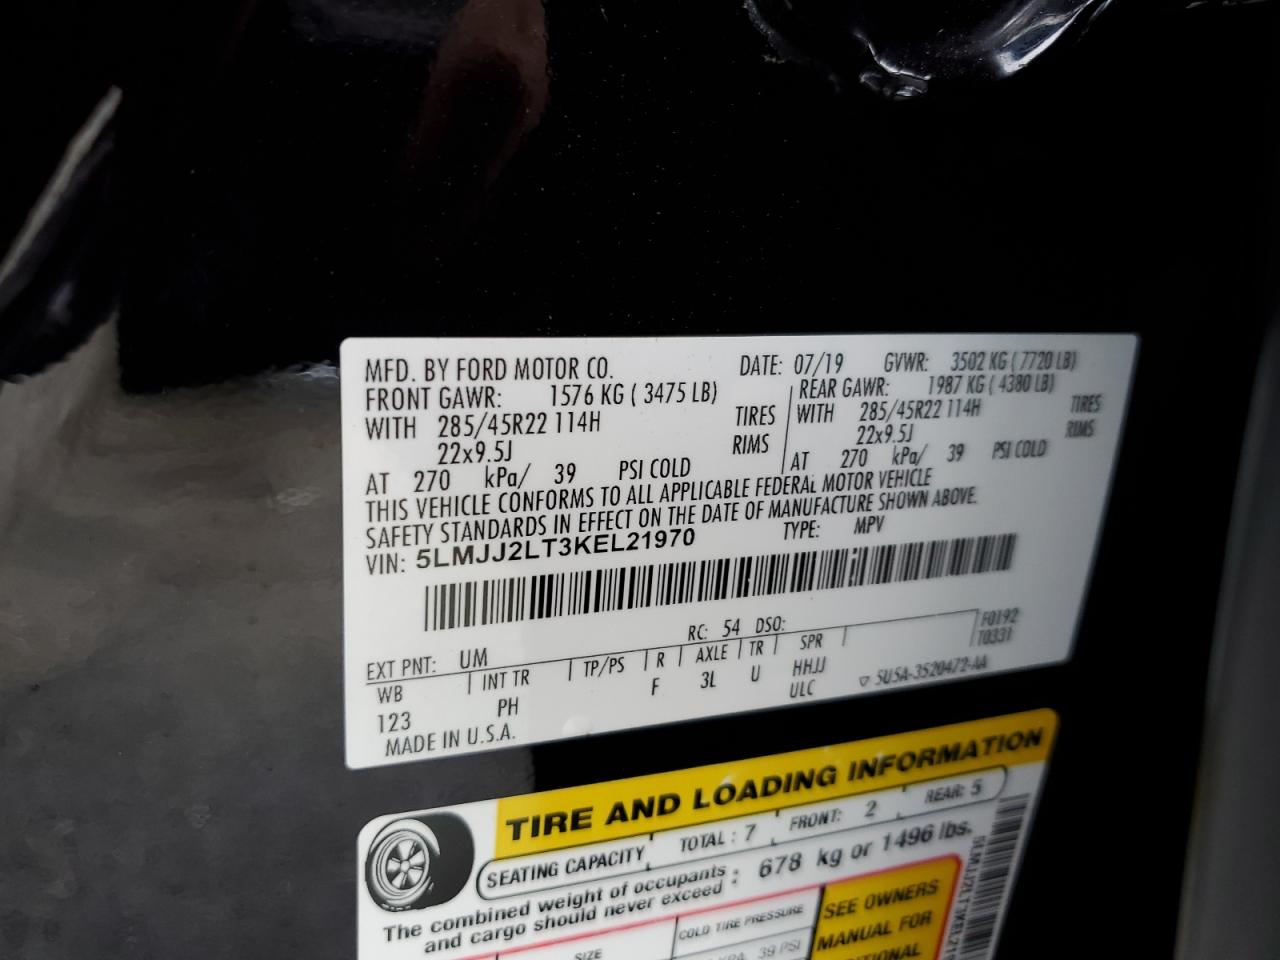 MFD. BY FORD MOTOR CO. DATE: 07/19 GVWR: 3502 KG ( 7720 LB)
FRONT GAWR: 1576 KG ( 3475 LB) REAR GAWR: 1987 KG ( 4380 LB)
WITH 285/45R22 114H TIRES WITH 285/45R22 114H TIRES
22x9.5J RIMS 22x9.5J RIMS
AT 270 kPa/ 39 PSI COLD AT 270 kPa/ 39 PSI COLD
THIS VEHICLE CONFORMS TO ALL APPLICABLE FEDERAL MOTOR VEHICLE
SAFETY STANDARDS IN EFFECT ON THE DATE OF MANUFACTURE SHOWN ABOVE.
VIN: 5LMJJ2LT3KEL21970 TYPE: MPV
EXT PNT: UM RC: 54 DSO: F0192
T0331
WB INT TR TP/PS R AXLE TR SPR
123 PH F 3L U HHJJ
ULC
5U5A-3520472-AA
MADE IN U.S.A.
TIRE AND LOADING INFORMATION
SEATING CAPACITY TOTAL : 7 FRONT: 2 REAR: 5
The combined weight of occupants : 678 kg or 1496 lbs.
and cargo should never exceed
SIZE COLD TIRE PRESSURE SEE OWNERS
39 PSI MANUAL FOR